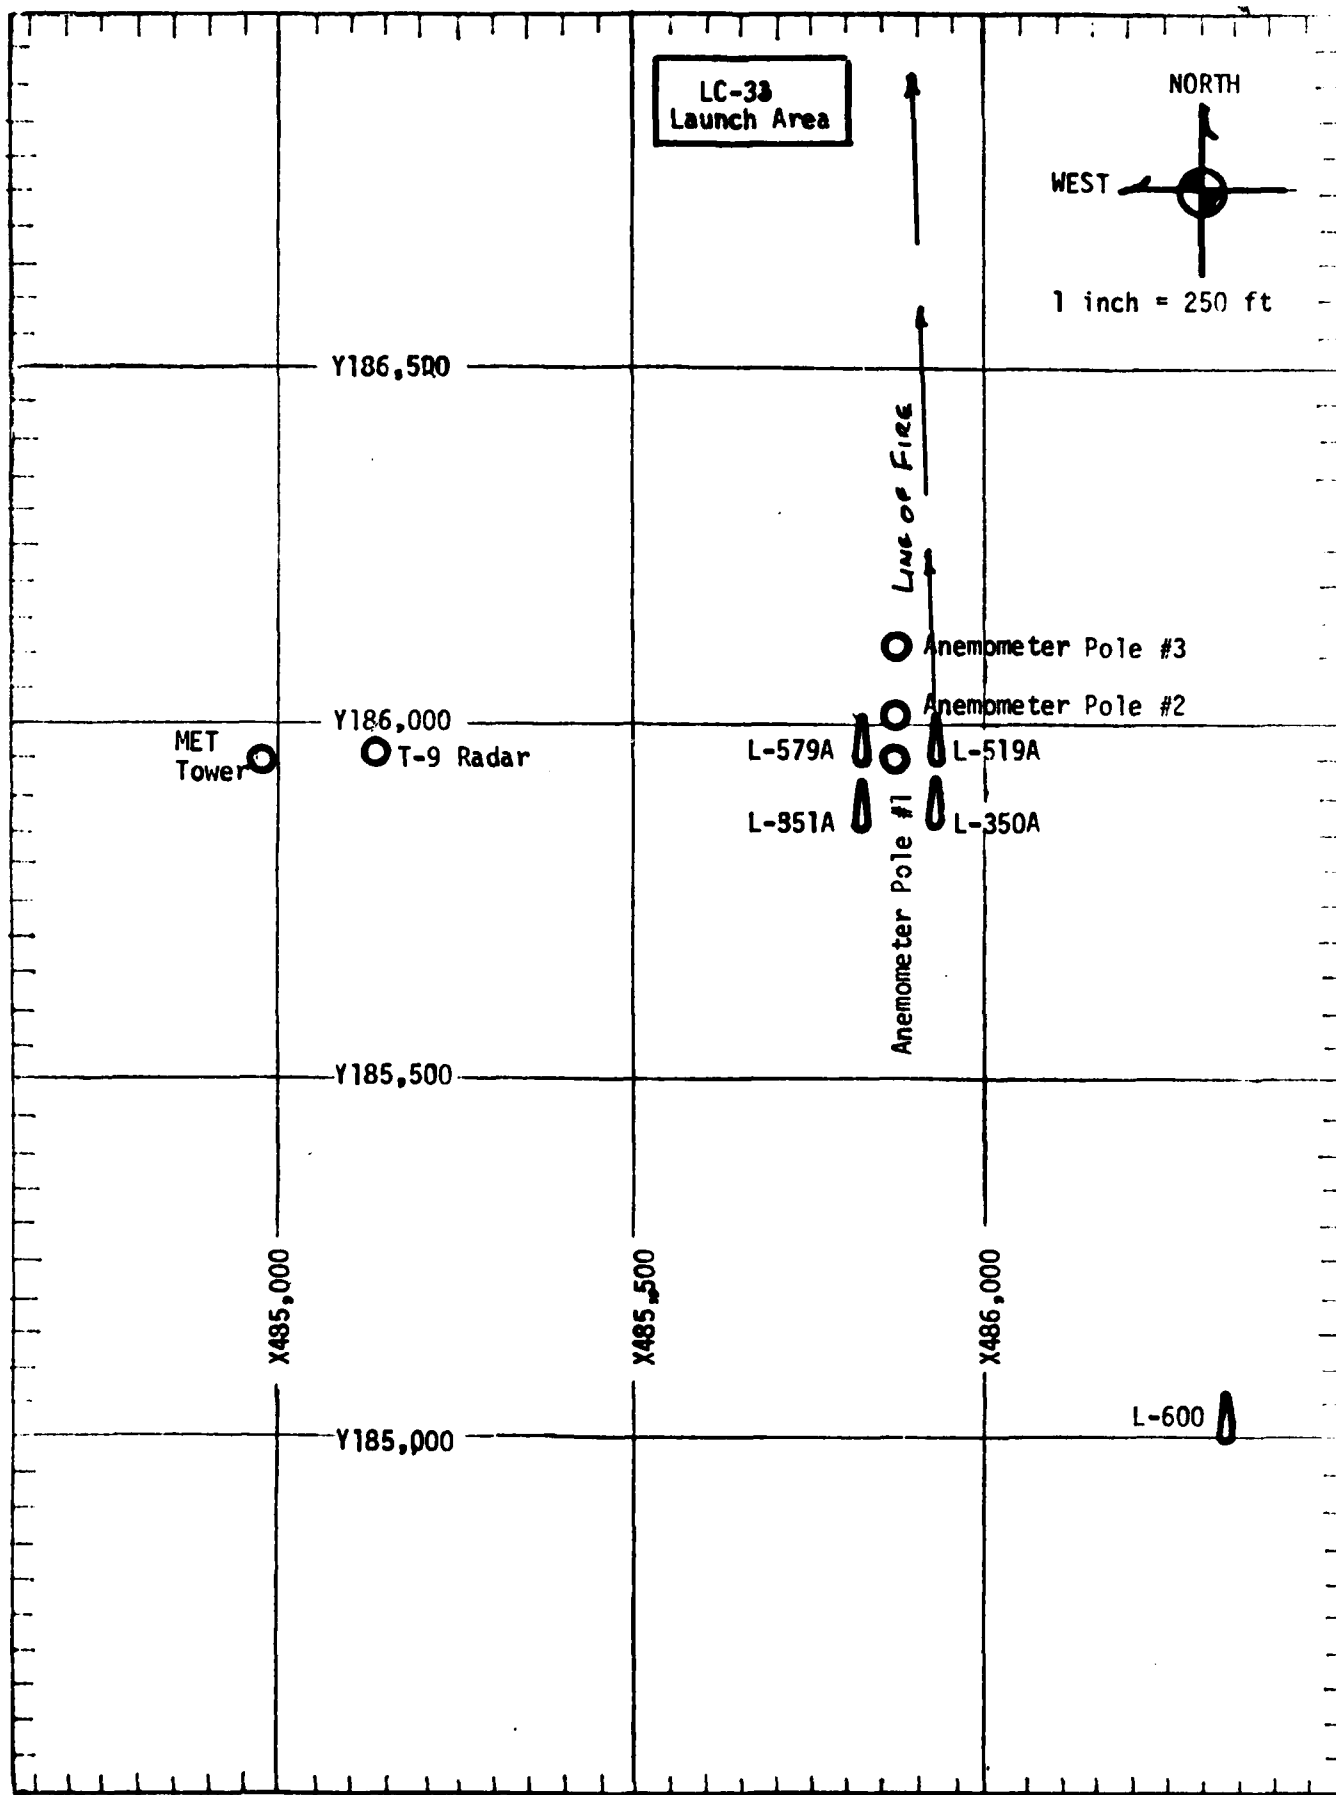 LC-33
Launch Area
NORTH
WEST
1 inch = 250 ft
Y186,500
LINE OF FIRE
Anemometer Pole #3
Anemometer Pole #2
Y186,000
MET
Tower
T-9 Radar
L-579A
L-519A
L-351A
L-350A
Anemometer Pole #1
Y185,500
X485,000
X485,500
X486,000
L-600
Y185,000